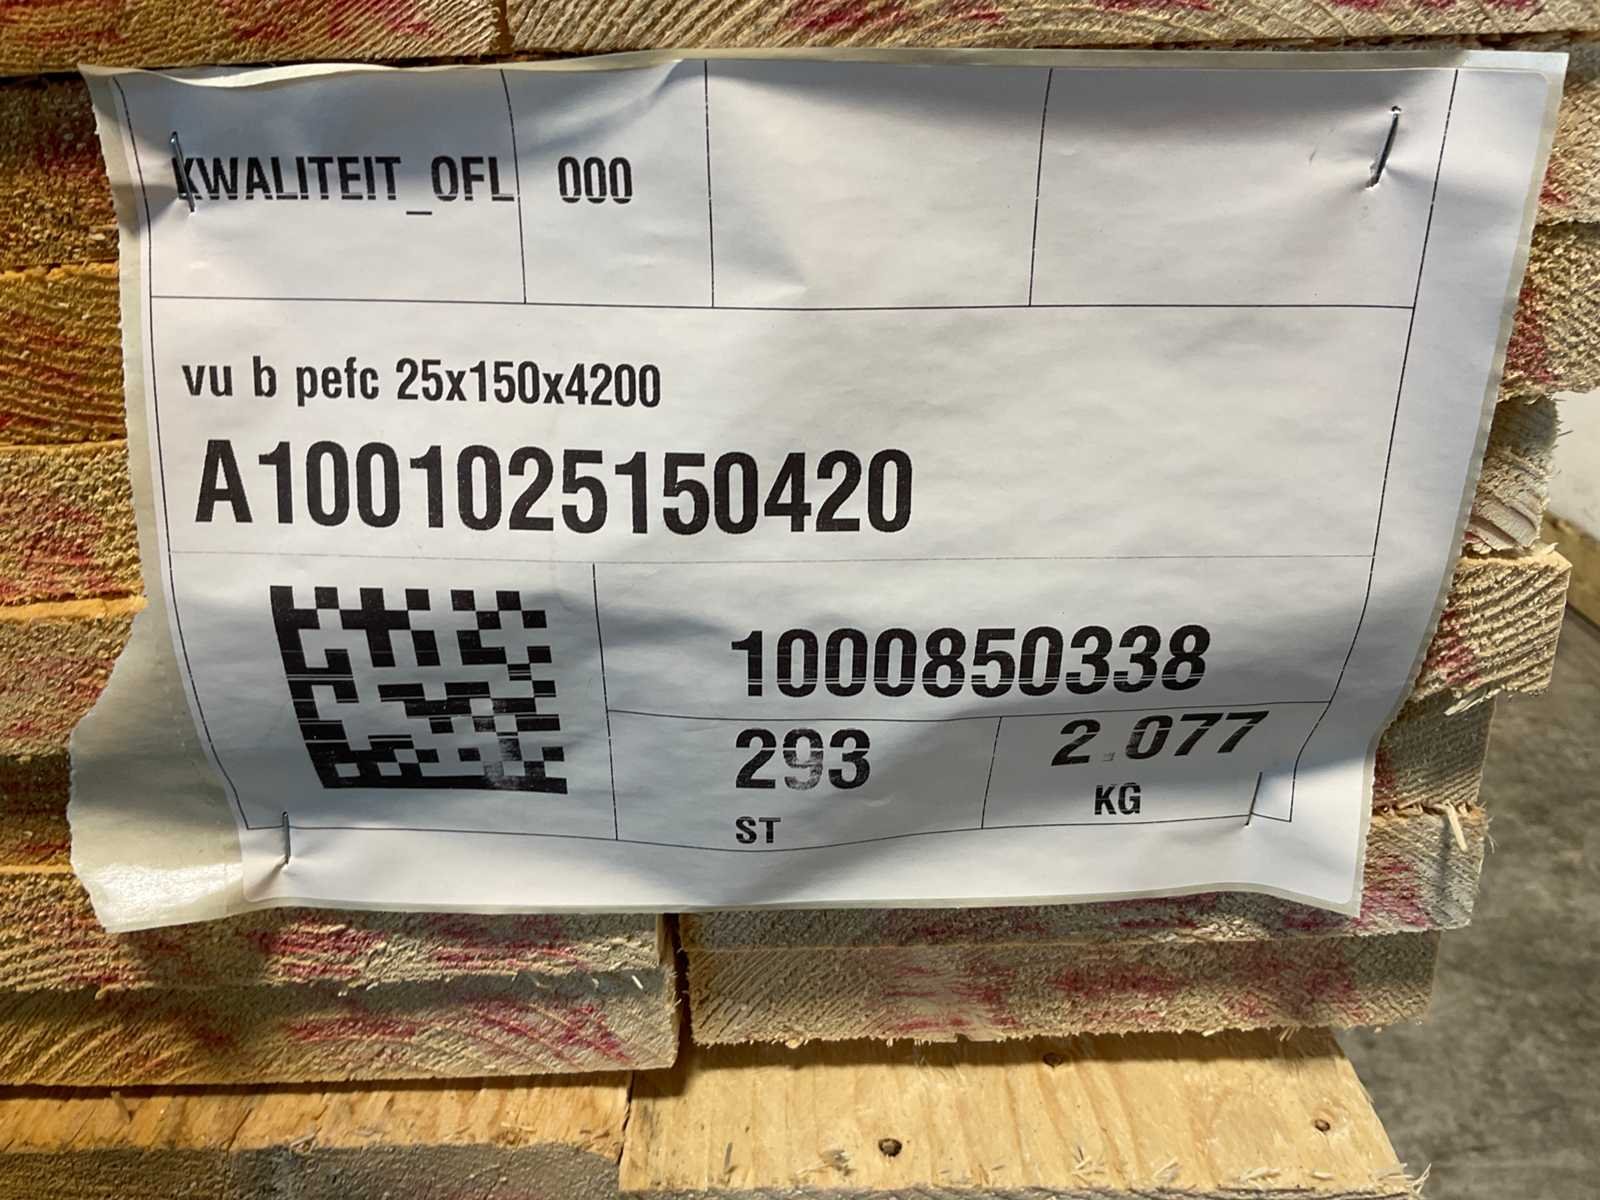 KWALITEIT_OFL 000
vu b pefc 25x150x4200
A1001025150420
1000850338
293 2.077
ST KG